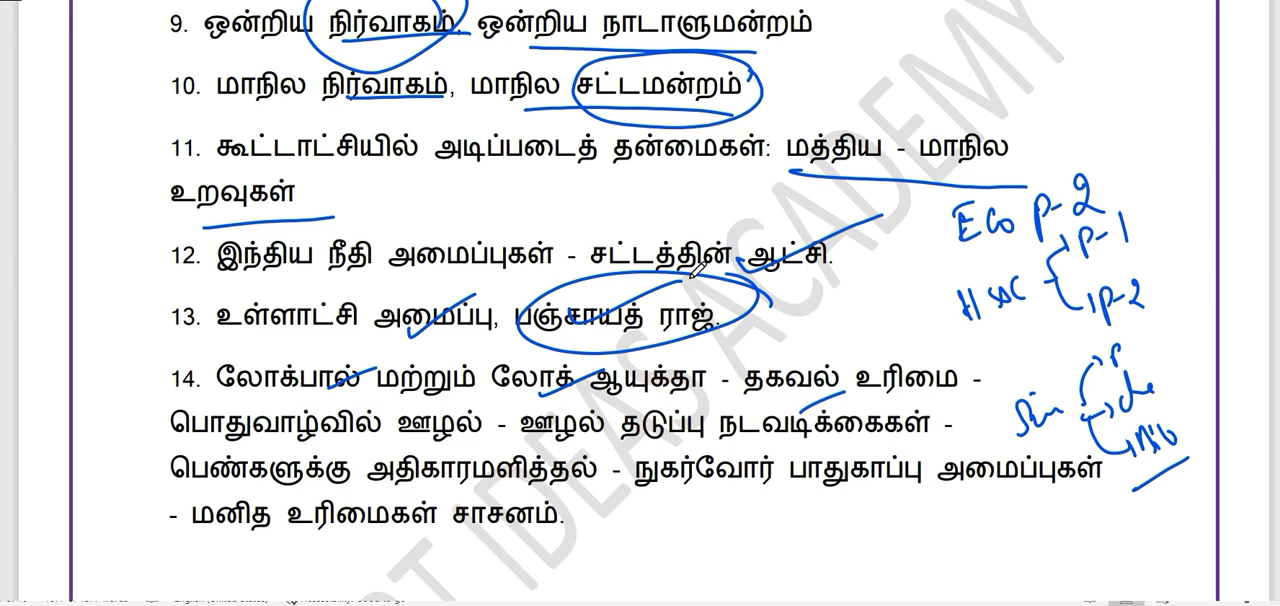 9. ஒன்றிய நிர்வாகம், ஒன்றிய நாடாளுமன்றம்
10. மாநில நிர்வாகம், மாநில சட்டமன்றம்
11. கூட்டாட்சியில் அடிப்படைத் தன்மைகள்: மத்திய - மாநில
உறவுகள்
12. இந்திய நீதி அமைப்புகள் - சட்டத்தின் ஆட்சி.
13. உள்ளாட்சி அமைப்பு, பஞ்சாயத் ராஜ்.
14. லோக்பால் மற்றும் லோக் ஆயுக்தா - தகவல் உரிமை -
பொதுவாழ்வில் ஊழல் - ஊழல் தடுப்பு நடவடிக்கைகள் -
பெண்களுக்கு அதிகாரமளித்தல் - நுகர்வோர் பாதுகாப்பு அமைப்புகள்
- மனித உரிமைகள் சாசனம்.
Eco P-2
P-1
P-2
IDEAS ACADEMY